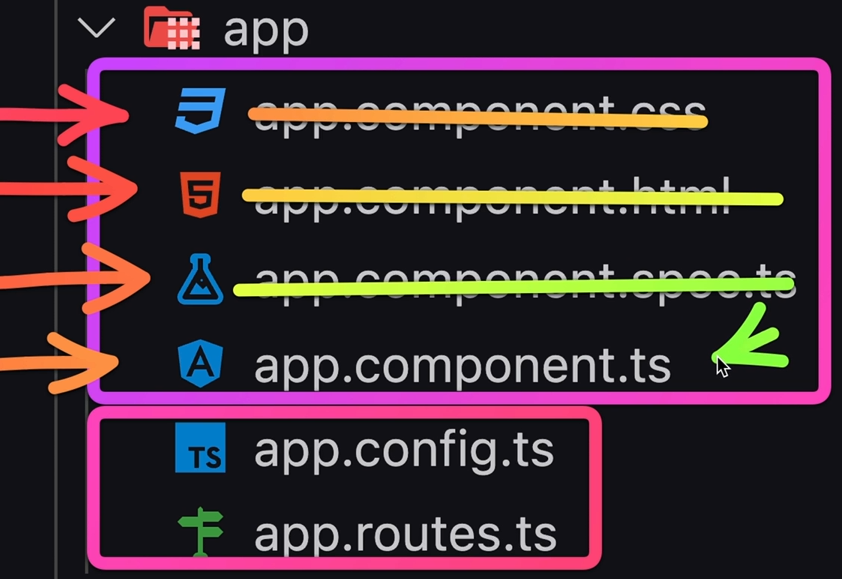 app
app.component.css
app.component.html
app.component.spec.ts
app.component.ts
TS app.config.ts
app.routes.ts